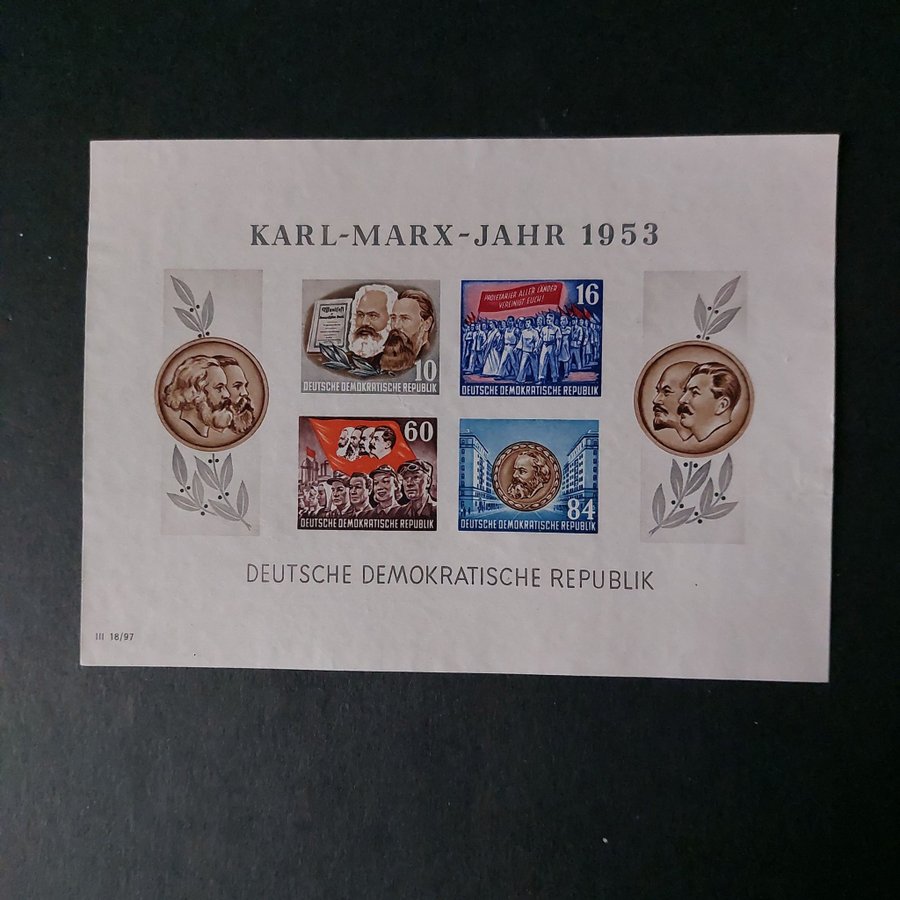 KARL-MARX-JAHR 1953
10
DEUTSCHE DEMOKRATISCHE REPUBLIK
PROLETARIER ALLER LÄNDER
VEREINIGT EUCH!
16
DEUTSCHE DEMOKRATISCHE REPUBLIK
60
DEUTSCHE DEMOKRATISCHE REPUBLIK
84
DEUTSCHE DEMOKRATISCHE REPUBLIK
DEUTSCHE DEMOKRATISCHE REPUBLIK
III 18/97